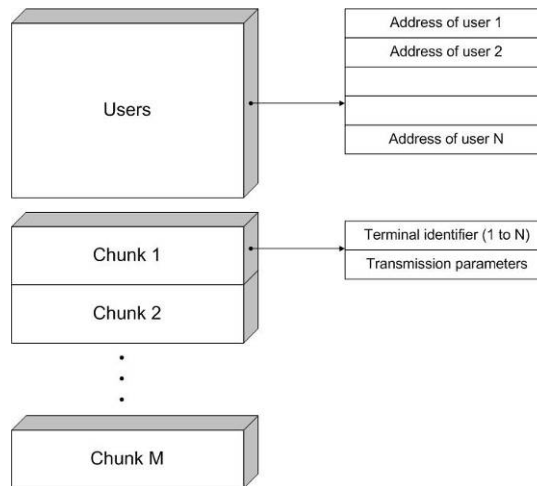 Users
Address of user 1
Address of user 2
Address of user N
Chunk 1
Terminal identifier (1 to N)
Transmission parameters
Chunk 2
Chunk M